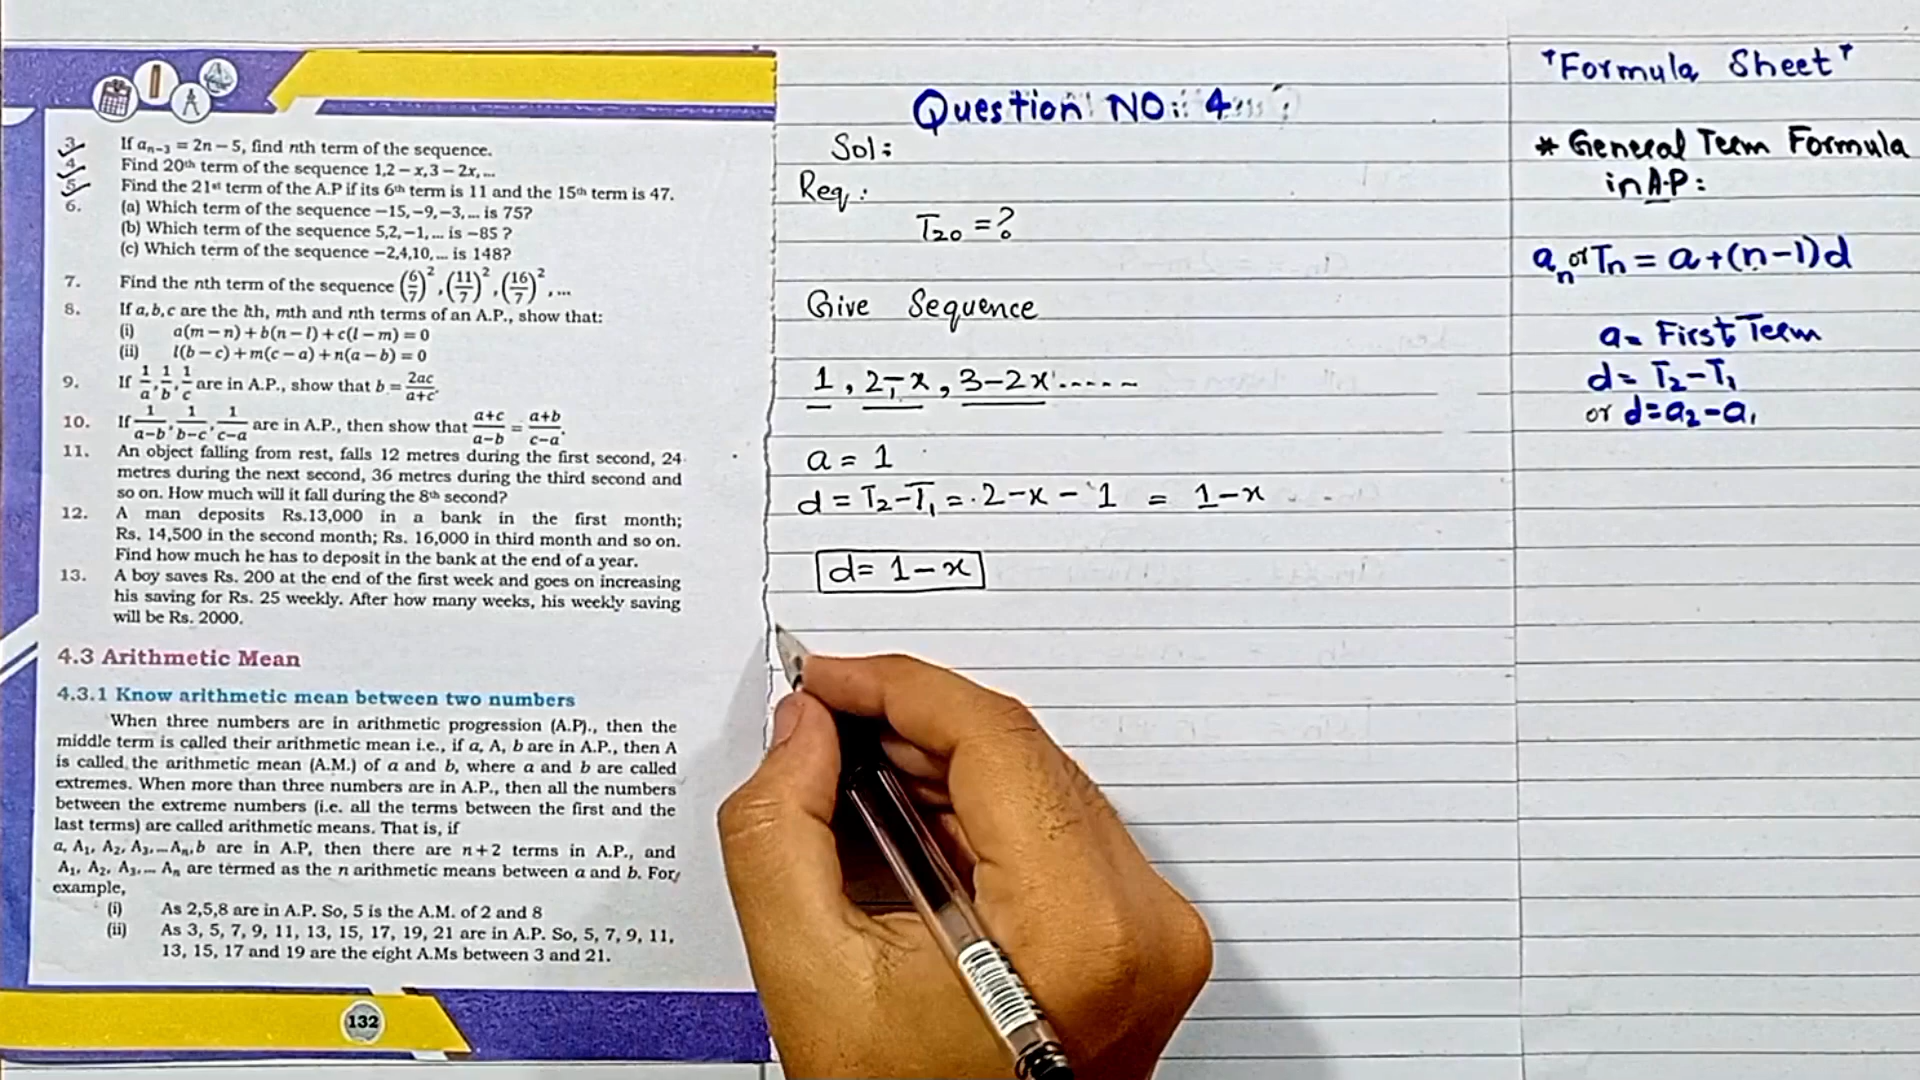 3. If aₙ₋₃ = 2n − 5, find nth term of the sequence.
4. Find 20th term of the sequence 1,2 − x,3 − 2x, ...
5. Find the 21st term of the A.P if its 6th term is 11 and the 15th term is 47.
6. (a) Which term of the sequence −15,−9,−3,... is 75?
(b) Which term of the sequence 5,2,−1,... is −85 ?
(c) Which term of the sequence −2,4,10,... is 148?
7. Find the nth term of the sequence (6/7)², (11/7)², (16/7)², ...
8. If a,b,c are the lth, mth and nth terms of an A.P., show that:
(i) a(m − n) + b(n − l) + c(l − m) = 0
(ii) l(b − c) + m(c − a) + n(a − b) = 0
9. If 1/a, 1/b, 1/c are in A.P., show that b = 2ac/a+c.
10. If 1/a−b, 1/b−c, 1/c−a are in A.P., then show that a+c/a−b = a+b/c−a.
11. An object falling from rest, falls 12 metres during the first second, 24
metres during the next second, 36 metres during the third second and
so on. How much will it fall during the 8th second?
12. A man deposits Rs.13,000 in a bank in the first month;
Rs. 14,500 in the second month; Rs. 16,000 in third month and so on.
Find how much he has to deposit in the bank at the end of a year.
13. A boy saves Rs. 200 at the end of the first week and goes on increasing
his saving for Rs. 25 weekly. After how many weeks, his weekly saving
will be Rs. 2000.
4.3 Arithmetic Mean
4.3.1 Know arithmetic mean between two numbers
When three numbers are in arithmetic progression (A.P)., then the
middle term is called their arithmetic mean i.e., if a, A, b are in A.P., then A
is called the arithmetic mean (A.M.) of a and b, where a and b are called
extremes. When more than three numbers are in A.P., then all the numbers
between the extreme numbers (i.e. all the terms between the first and the
last terms) are called arithmetic means. That is, if
a, A₁, A₂, A₃,...Aₙ,b are in A.P, then there are n+2 terms in A.P., and
A₁, A₂, A₃,... Aₙ are termed as the n arithmetic means between a and b. For
example,
(i) As 2,5,8 are in A.P. So, 5 is the A.M. of 2 and 8
(ii) As 3, 5, 7, 9, 11, 13, 15, 17, 19, 21 are in A.P. So, 5, 7, 9, 11,
13, 15, 17 and 19 are the eight A.Ms between 3 and 21.
132
Question NO: 4
Sol:
Req:
T₂₀ = ?
Give Sequence
1, 2−x, 3−2x .....
a = 1
d = T₂−T₁ = 2−x − 1 = 1−x
d = 1−x
"Formula Sheet"
* General Term Formula
in A.P:
aₙ or Tₙ = a+(n−1)d
a = First Term
d = T₂−T₁
or d = a₂−a₁